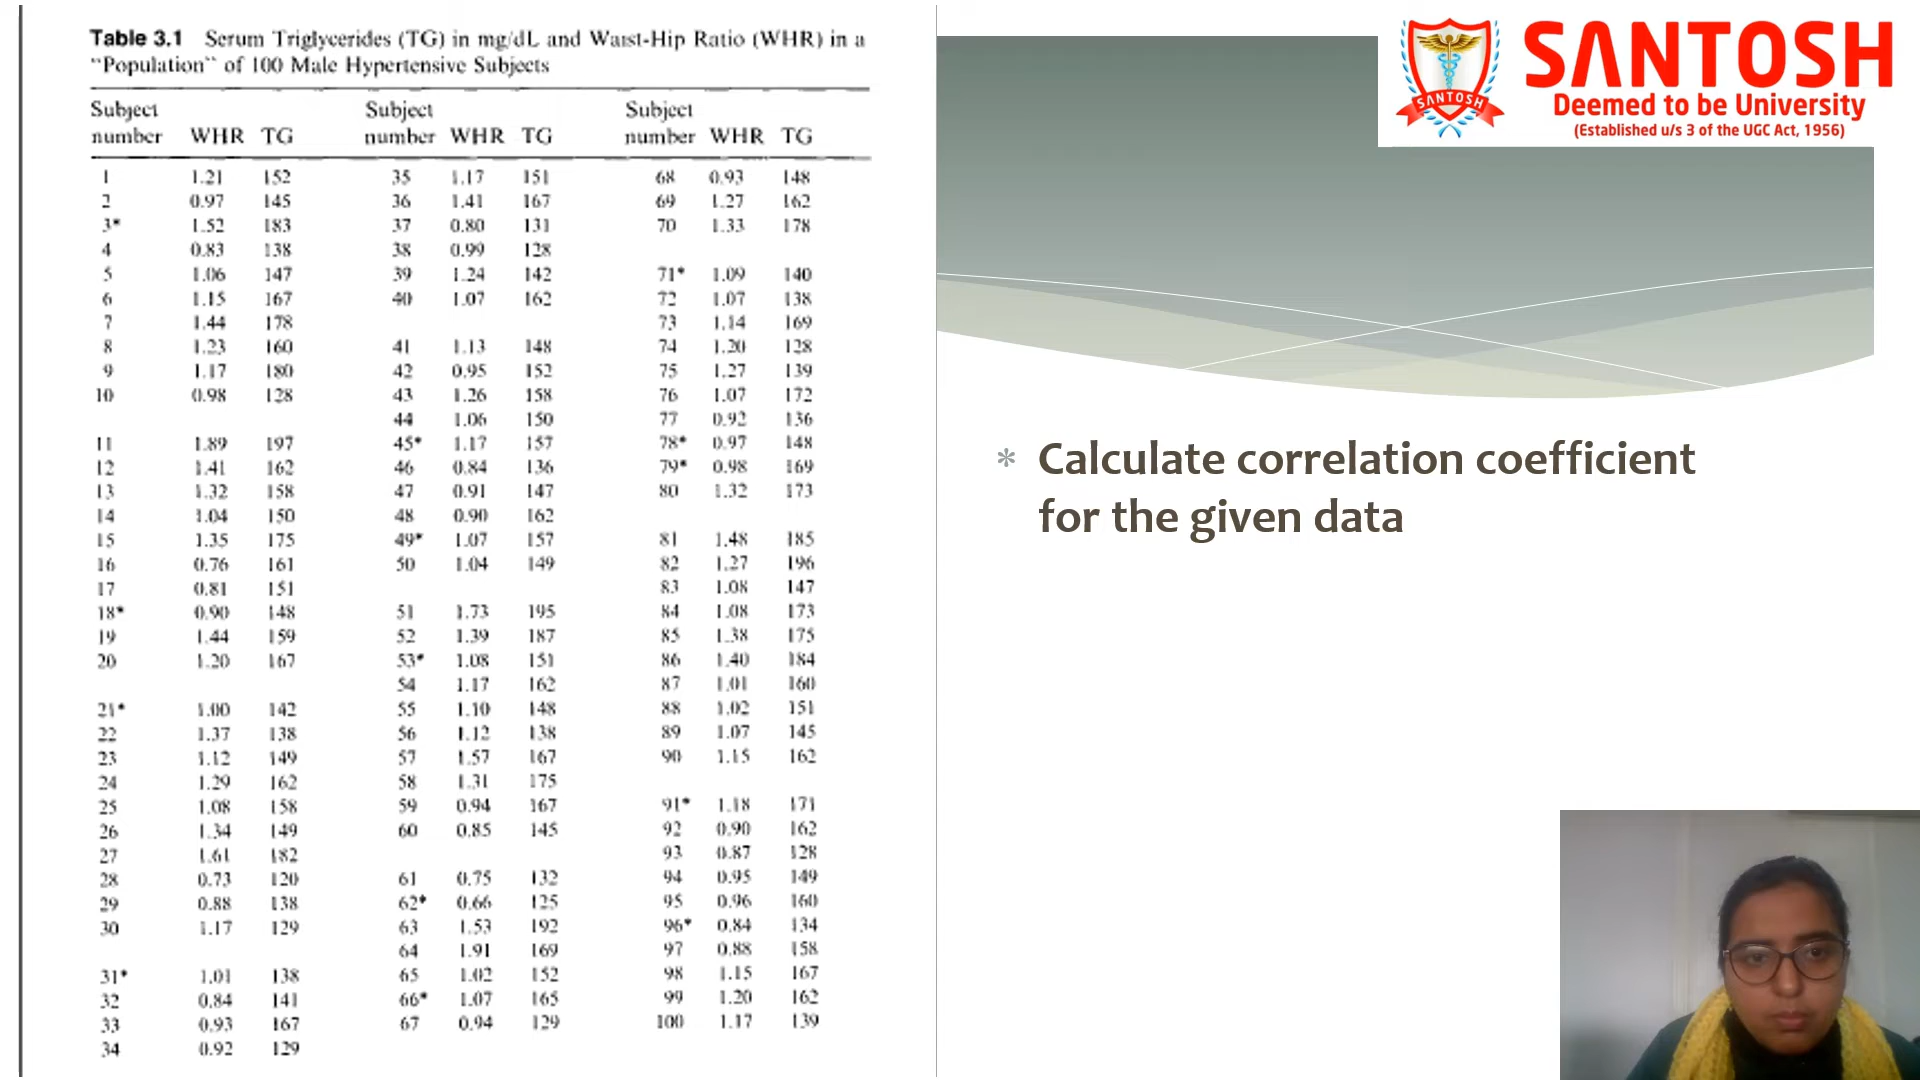 Table 3.1 Serum Triglycerides (TG) in mg/dL and Waist-Hip Ratio (WHR) in a
"Population" of 100 Male Hypertensive Subjects
Subject number WHR TG Subject number WHR TG Subject number WHR TG
1 1.21 152 35 1.17 151 68 0.93 148
2 0.97 145 36 1.41 167 69 1.27 162
3* 1.52 183 37 0.80 131 70 1.33 178
4 0.83 138 38 0.99 128
5 1.06 147 39 1.24 142 71* 1.09 140
6 1.15 167 40 1.07 162 72 1.07 138
7 1.44 178 73 1.14 169
8 1.23 160 41 1.13 148 74 1.20 128
9 1.17 180 42 0.95 152 75 1.27 139
10 0.98 128 43 1.26 158 76 1.07 172
44 1.06 150 77 0.92 136
11 1.89 197 45* 1.17 157 78* 0.97 148
12 1.41 162 46 0.84 136 79* 0.98 169
13 1.32 158 47 0.91 147 80 1.32 173
14 1.04 150 48 0.90 162
15 1.35 175 49* 1.07 157 81 1.48 185
16 0.76 161 50 1.04 149 82 1.27 196
17 0.81 151 83 1.08 147
18* 0.90 148 51 1.73 195 84 1.08 173
19 1.44 159 52 1.39 187 85 1.38 175
20 1.20 167 53* 1.08 151 86 1.40 184
54 1.17 162 87 1.01 160
21* 1.00 142 55 1.10 148 88 1.02 151
22 1.37 138 56 1.12 138 89 1.07 145
23 1.12 149 57 1.57 167 90 1.15 162
24 1.29 162 58 1.31 175
25 1.08 158 59 0.94 167 91* 1.18 171
26 1.34 149 60 0.85 145 92 0.90 162
27 1.61 182 93 0.87 128
28 0.73 120 61 0.75 132 94 0.95 149
29 0.88 138 62* 0.66 125 95 0.96 160
30 1.17 129 63 1.53 192 96* 0.84 134
64 1.91 169 97 0.88 158
31* 1.01 138 65 1.02 152 98 1.15 167
32 0.84 141 66* 1.07 165 99 1.20 162
33 0.93 167 67 0.94 129 100 1.17 139
34 0.92 129
SANTOSH
SANTOSH
Deemed to be University
(Established u/s 3 of the UGC Act, 1956)
* Calculate correlation coefficient
for the given data